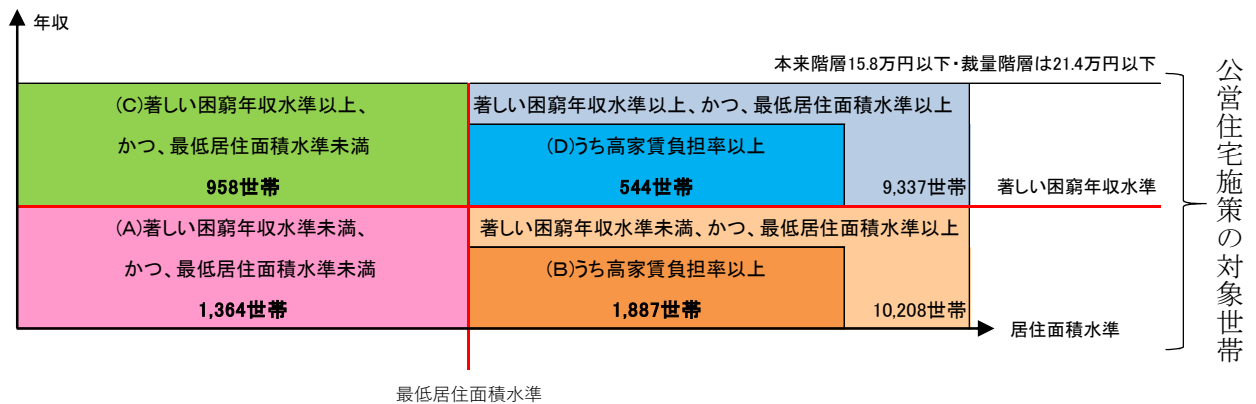 年収
本来階層15.8万円以下・裁量階層は21.4万円以下
(C)著しい困窮年収水準以上、
かつ、最低居住面積水準未満
958世帯
著しい困窮年収水準以上、かつ、最低居住面積水準以上
(D)うち高家賃負担率以上
544世帯
9,337世帯
著しい困窮年収水準
(A)著しい困窮年収水準未満、
かつ、最低居住面積水準未満
1,364世帯
著しい困窮年収水準未満、かつ、最低居住面積水準以上
(B)うち高家賃負担率以上
1,887世帯
10,208世帯
居住面積水準
最低居住面積水準
公営住宅施策の対象世帯